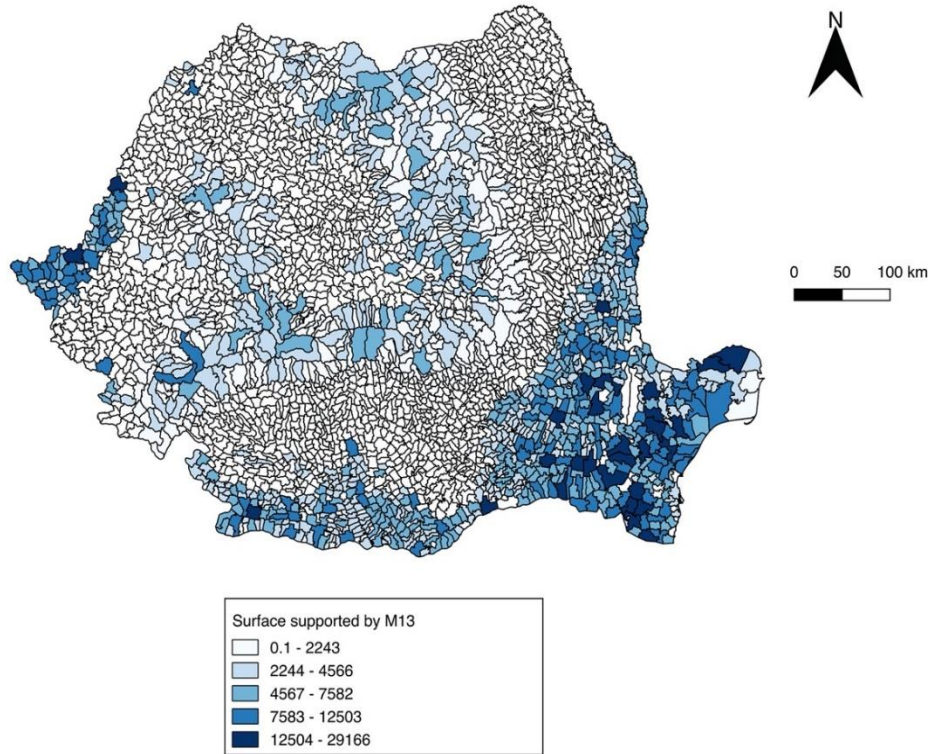 N
0 50 100 km
Surface supported by M13
0.1 - 2243
2244 - 4566
4567 - 7582
7583 - 12503
12504 - 29166